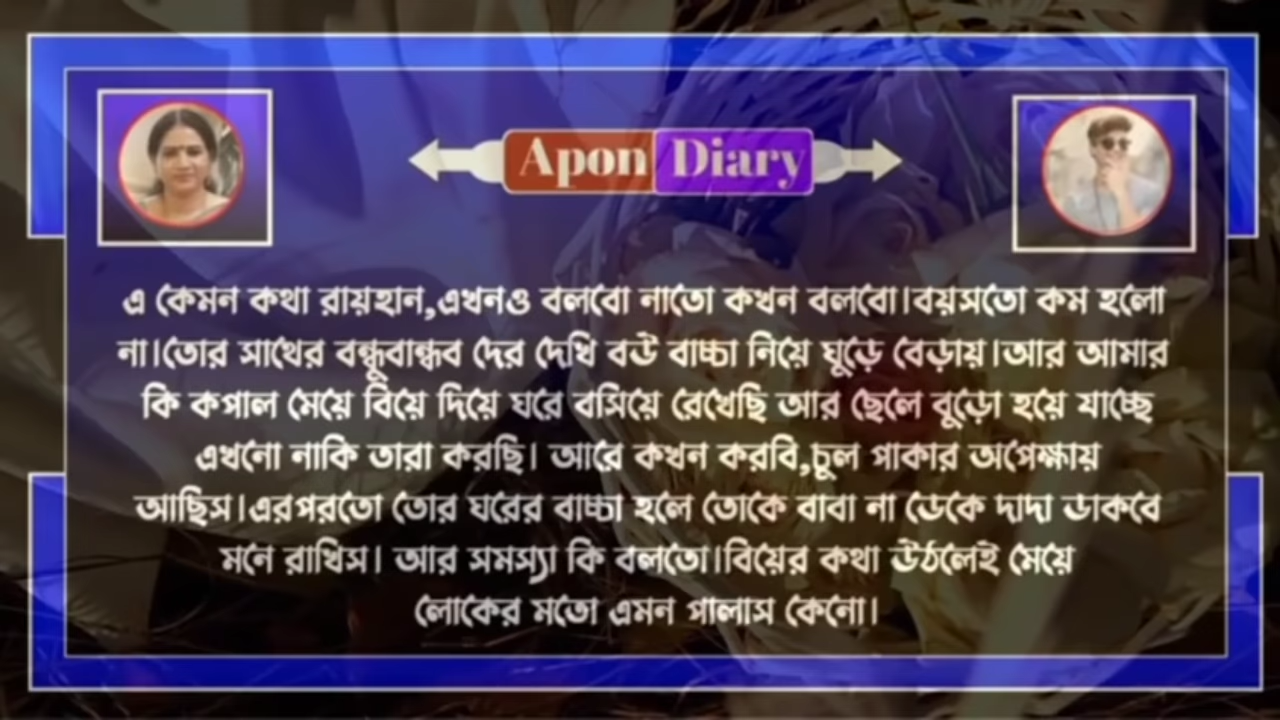 Apon Diary
এ কেমন কথা রায়হান,এখনও বলবো নাতো কখন বলবো।বয়সতো কম হলো
না।তোর সাথের বন্ধুবান্ধব দের দেখি বউ বাচ্চা নিয়ে ঘুড়ে বেড়ায়।আর আমার
কি কপাল মেয়ে বিয়ে দিয়ে ঘরে বসিয়ে রেখেছি আর ছেলে বুড়ো হয়ে যাচ্ছে
এখনো নাকি তারা করছি। আরে কখন করবি,চুল পাকার অপেক্ষায়
আছিস।এরপরতো তোর ঘরের বাচ্চা হলে তোকে বাবা না ডেকে দাদা ডাকবে
মনে রাখিস। আর সমস্যা কি বলতো।বিয়ের কথা উঠলেই মেয়ে
লোকের মতো এমন পালাস কেনো।